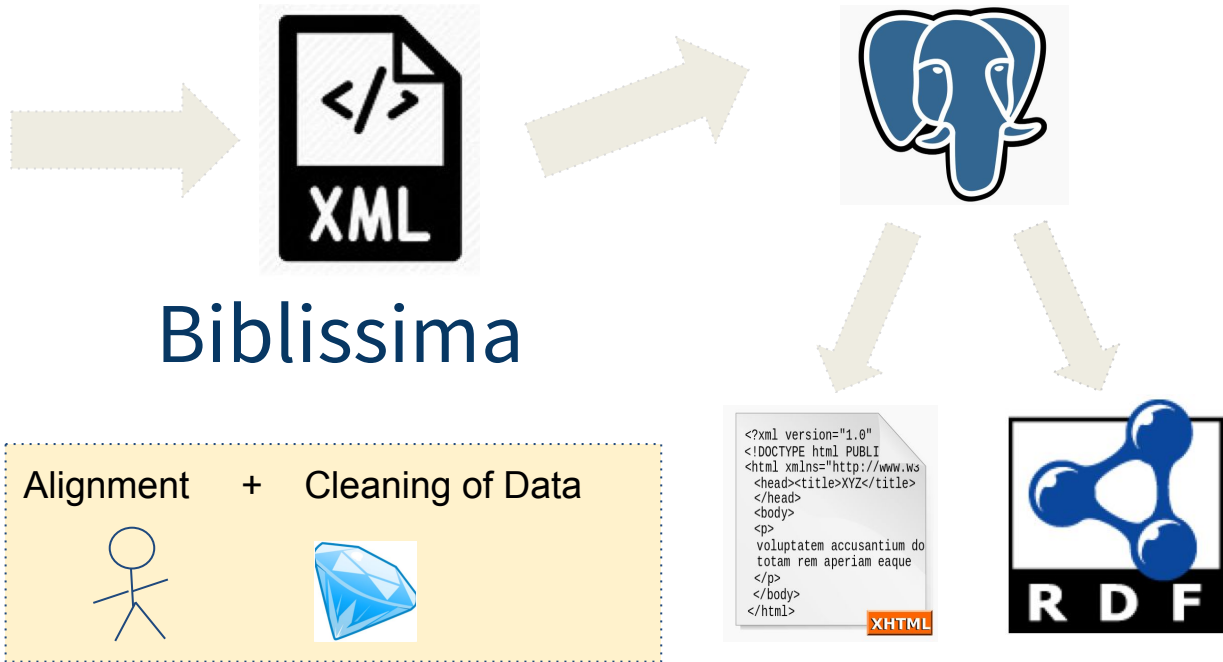 </>
XML
Biblissima
Alignment + Cleaning of Data
<?xml version="1.0"
<!DOCTYPE html PUBLI
<html xmlns="http://www.w3
<head><title>XYZ</title>
</head>
<body>
<p>
voluptatem accusantium do
totam rem aperiam eaque
</p>
</body>
</html>
XHTML
RDF